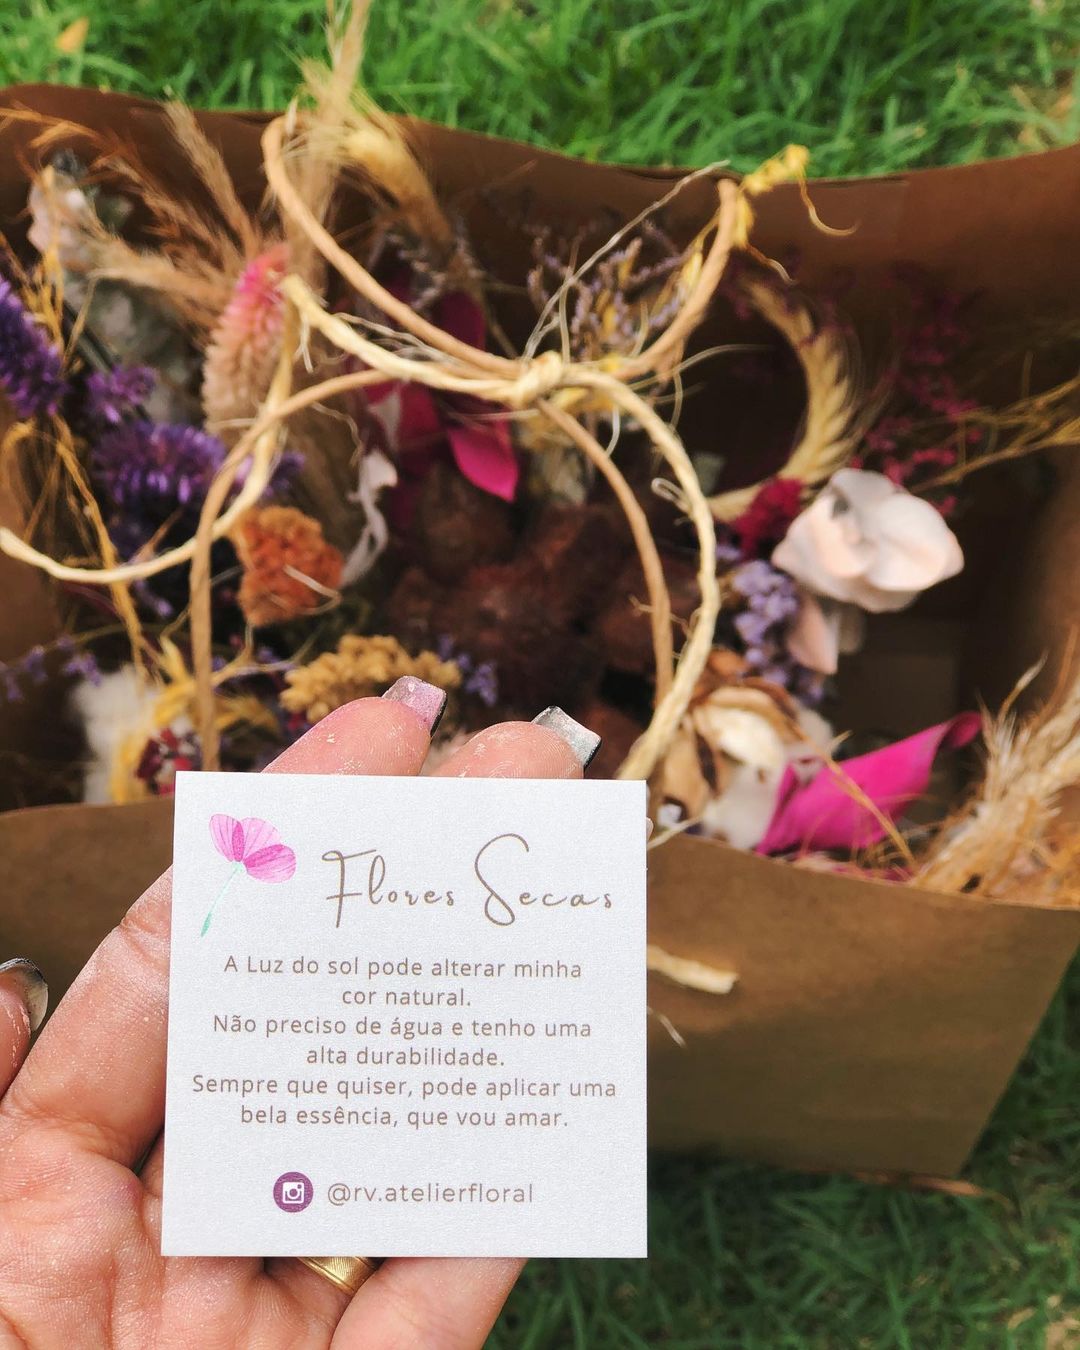 Flores Secas
A Luz do sol pode alterar minha
cor natural.
Não preciso de água e tenho uma
alta durabilidade.
Sempre que quiser, pode aplicar uma
bela essência, que vou amar.
@rv.atelierfloral